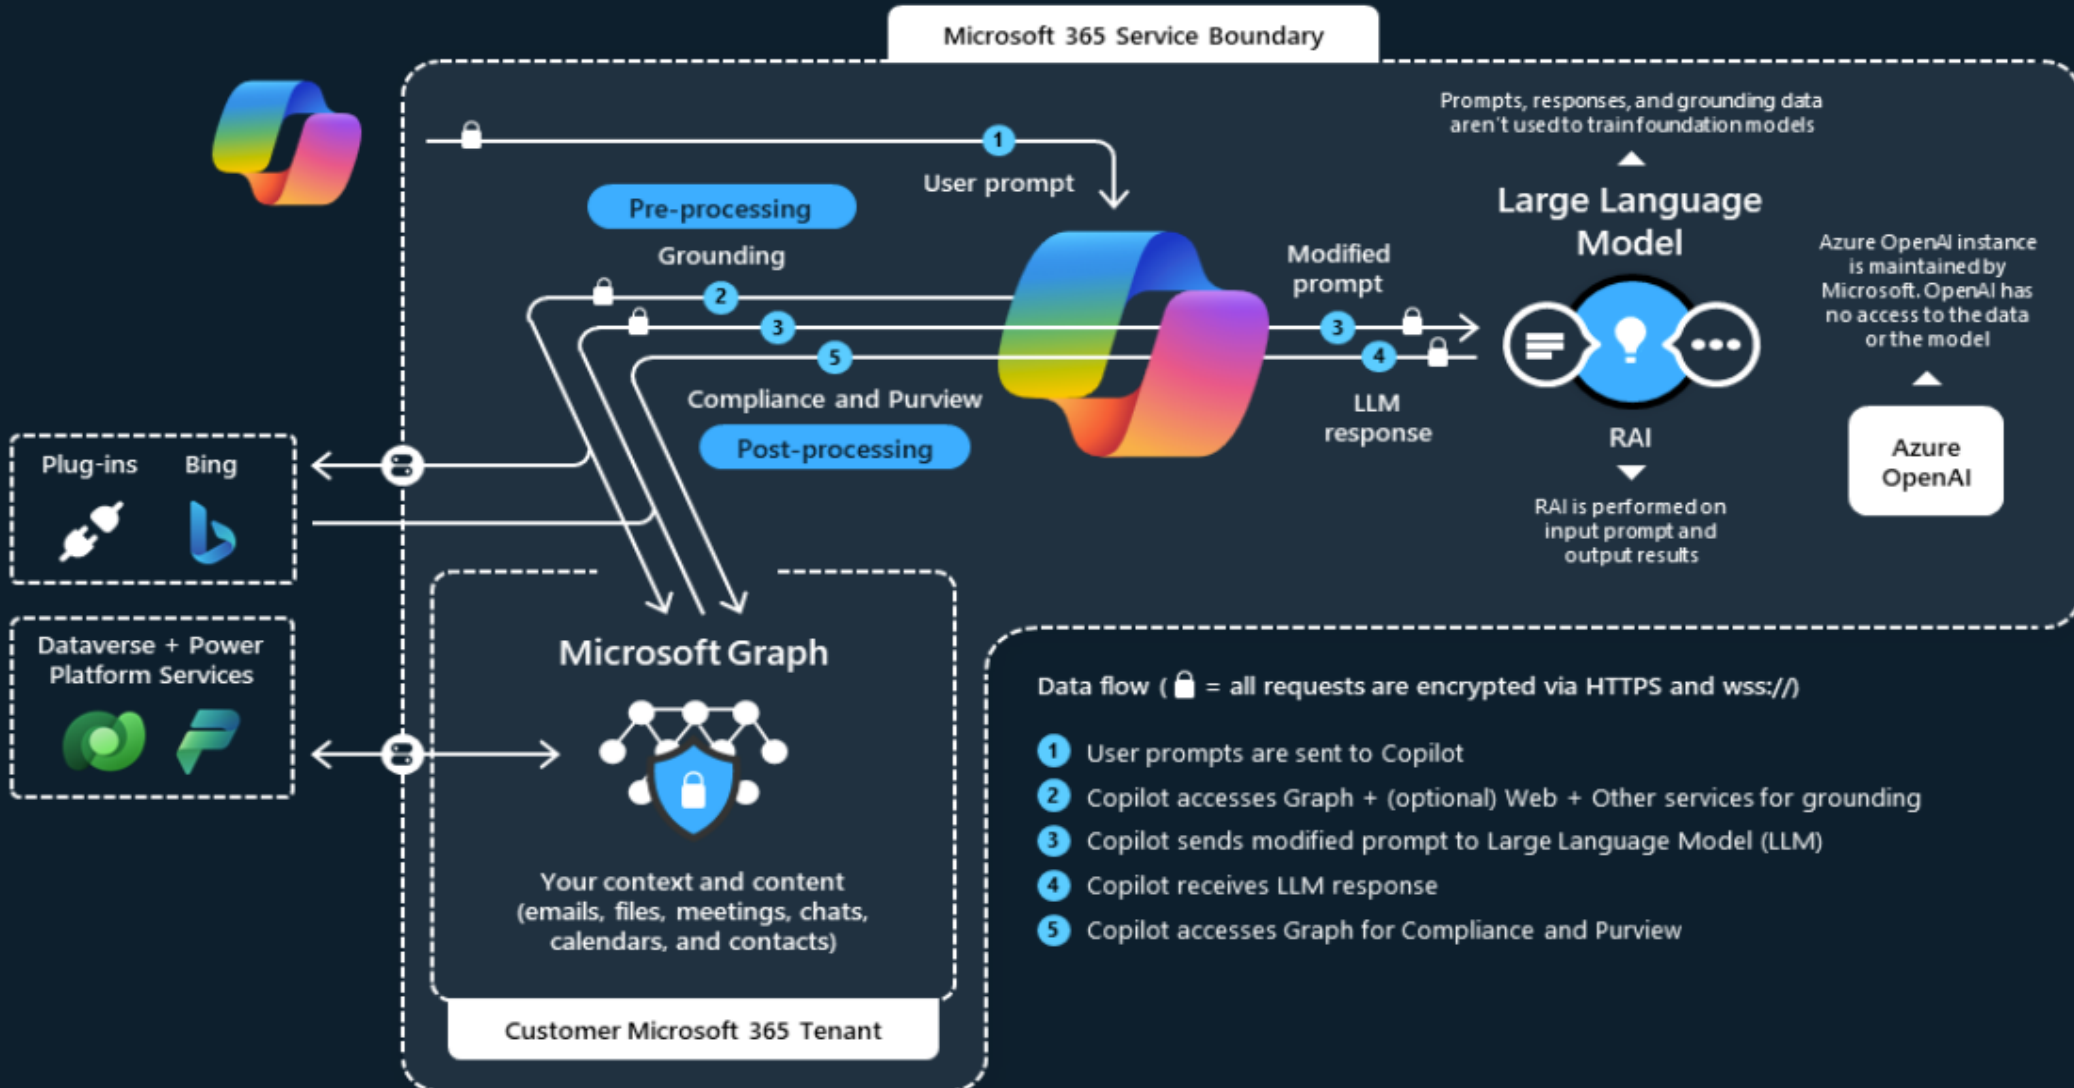 Microsoft 365 Service Boundary
1
User prompt
Pre-processing
Grounding
2
3
5
Compliance and Purview
Post-processing
Modified
prompt
3
4
LLM
response
Prompts, responses, and grounding data
aren't used to train foundation models
Large Language
Model
RAI
RAI is performed on
input prompt and
output results
Azure OpenAI instance
is maintained by
Microsoft. OpenAI has
no access to the data
or the model
Azure
OpenAI
Plug-ins
Bing
Dataverse + Power
Platform Services
Microsoft Graph
Your context and content
(emails, files, meetings, chats,
calendars, and contacts)
Customer Microsoft 365 Tenant
Data flow ( = all requests are encrypted via HTTPS and wss://)
1 User prompts are sent to Copilot
2 Copilot accesses Graph + (optional) Web + Other services for grounding
3 Copilot sends modified prompt to Large Language Model (LLM)
4 Copilot receives LLM response
5 Copilot accesses Graph for Compliance and Purview